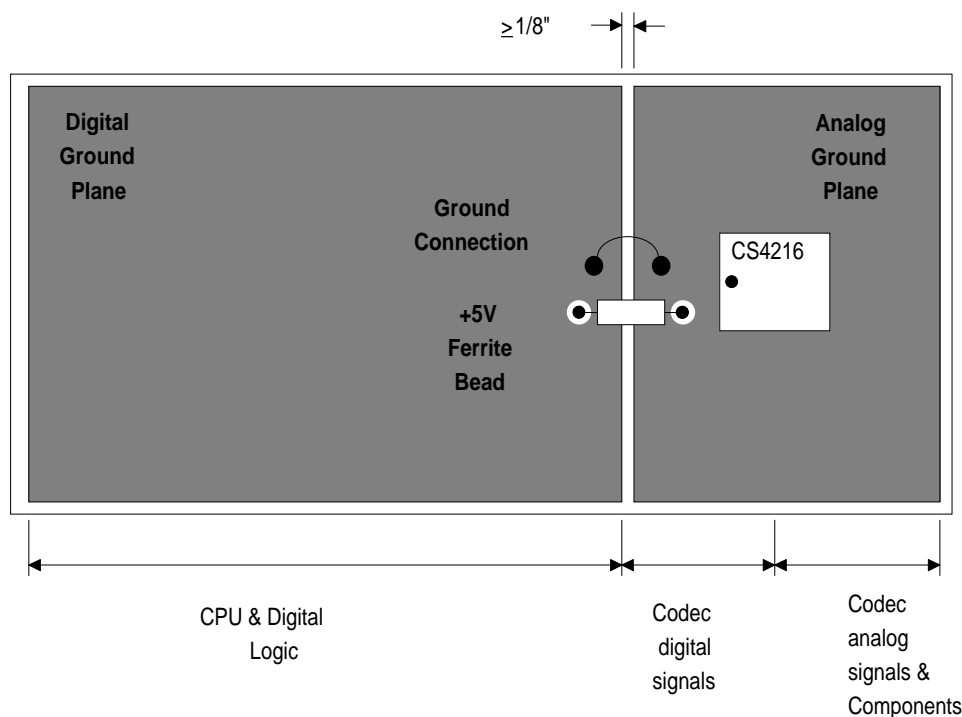 ≥1/8"
Digital
Ground
Plane
Analog
Ground
Plane
Ground
Connection
CS4216
+5V
Ferrite
Bead
CPU & Digital
Logic
Codec
digital
signals
Codec
analog
signals &
Components